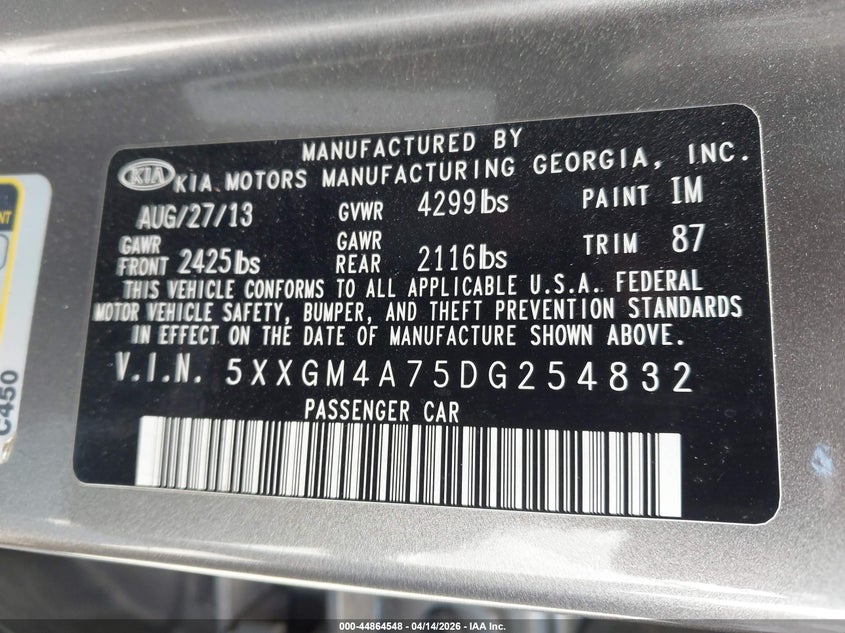 MANUFACTURED BY
KIA KIA MOTORS MANUFACTURING GEORGIA, INC.
AUG/27/13 GVWR 4299lbs PAINT IM
GAWR FRONT 2425lbs GAWR REAR 2116lbs TRIM 87
THIS VEHICLE CONFORMS TO ALL APPLICABLE U.S.A. FEDERAL
MOTOR VEHICLE SAFETY, BUMPER, AND THEFT PREVENTION STANDARDS
IN EFFECT ON THE DATE OF MANUFACTURE SHOWN ABOVE.
V.I.N. 5XXGM4A75DG254832
PASSENGER CAR
C450
000-44864548 - 04/14/2026 - IAA Inc.